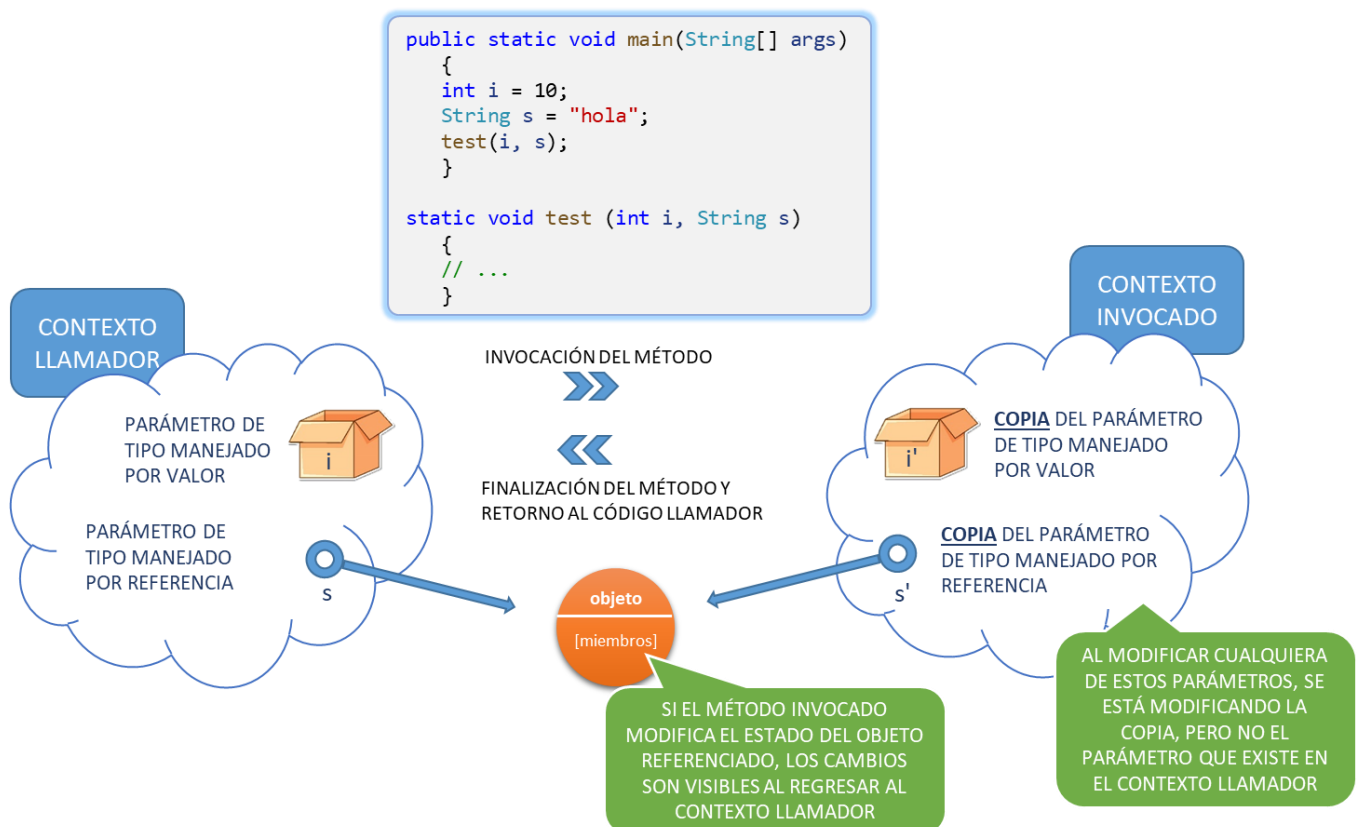 public static void main(String[] args)
{
int i = 10;
String s = "hola";
test(i, s);
}
static void test (int i, String s)
{
// ...
}
CONTEXTO
LLAMADOR
CONTEXTO
INVOCADO
INVOCACIÓN DEL MÉTODO
FINALIZACIÓN DEL MÉTODO Y
RETORNO AL CÓDIGO LLAMADOR
PARÁMETRO DE
TIPO MANEJADO
POR VALOR
i
PARÁMETRO DE
TIPO MANEJADO
POR REFERENCIA
s
i'
COPIA DEL PARÁMETRO
DE TIPO MANEJADO
POR VALOR
s'
COPIA DEL PARÁMETRO
DE TIPO MANEJADO POR
REFERENCIA
objeto
[miembros]
SI EL MÉTODO INVOCADO
MODIFICA EL ESTADO DEL OBJETO
REFERENCIADO, LOS CAMBIOS
SON VISIBLES AL REGRESAR AL
CONTEXTO LLAMADOR
AL MODIFICAR CUALQUIERA
DE ESTOS PARÁMETROS, SE
ESTÁ MODIFICANDO LA
COPIA, PERO NO EL
PARÁMETRO QUE EXISTE EN
EL CONTEXTO LLAMADOR